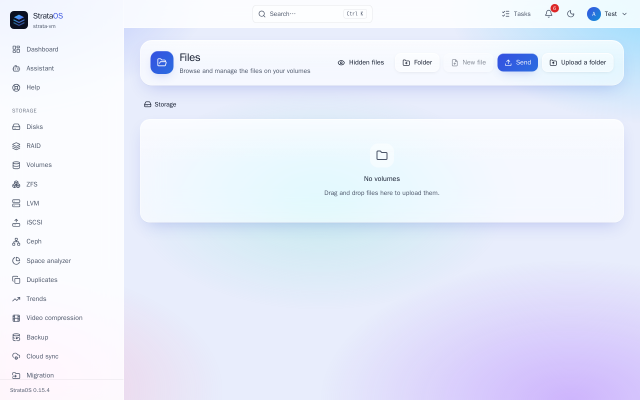 StrataOS
strata-vm
Search...
Ctrl K
Tasks
6
A
Test
Dashboard
Assistant
Help
STORAGE
Disks
RAID
Volumes
ZFS
LVM
iSCSI
Ceph
Space analyzer
Duplicates
Trends
Video compression
Backup
Cloud sync
Migration
StrataOS 0.15.4
Files
Browse and manage the files on your volumes
Hidden files
Folder
New file
Send
Upload a folder
Storage
No volumes
Drag and drop files here to upload them.